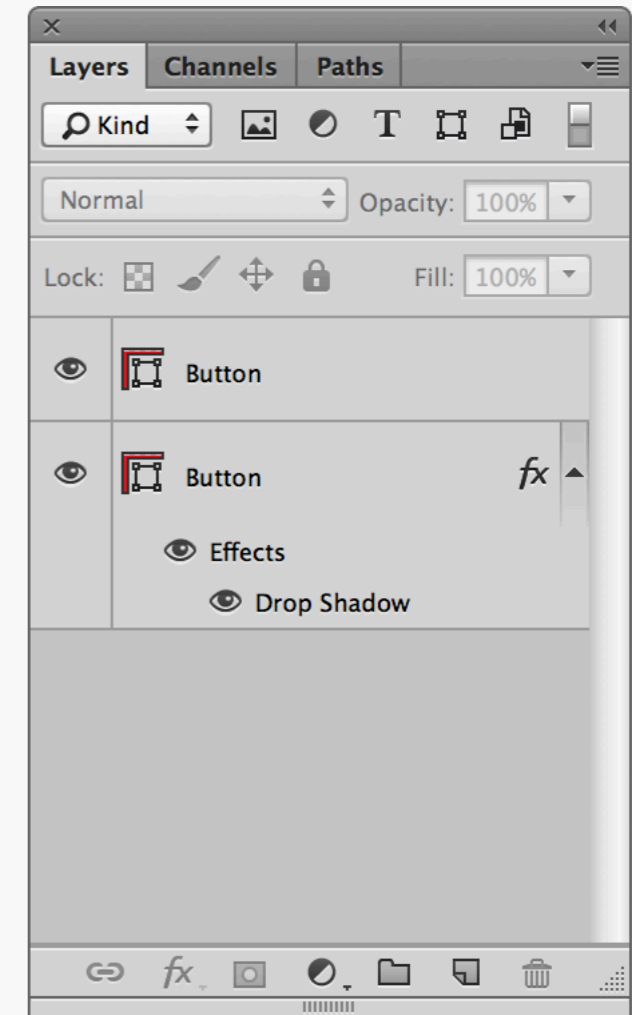 Layers Channels Paths
Kind T
Normal Opacity: 100%
Lock: Fill: 100%
Button
Button fx
Effects
Drop Shadow
fx